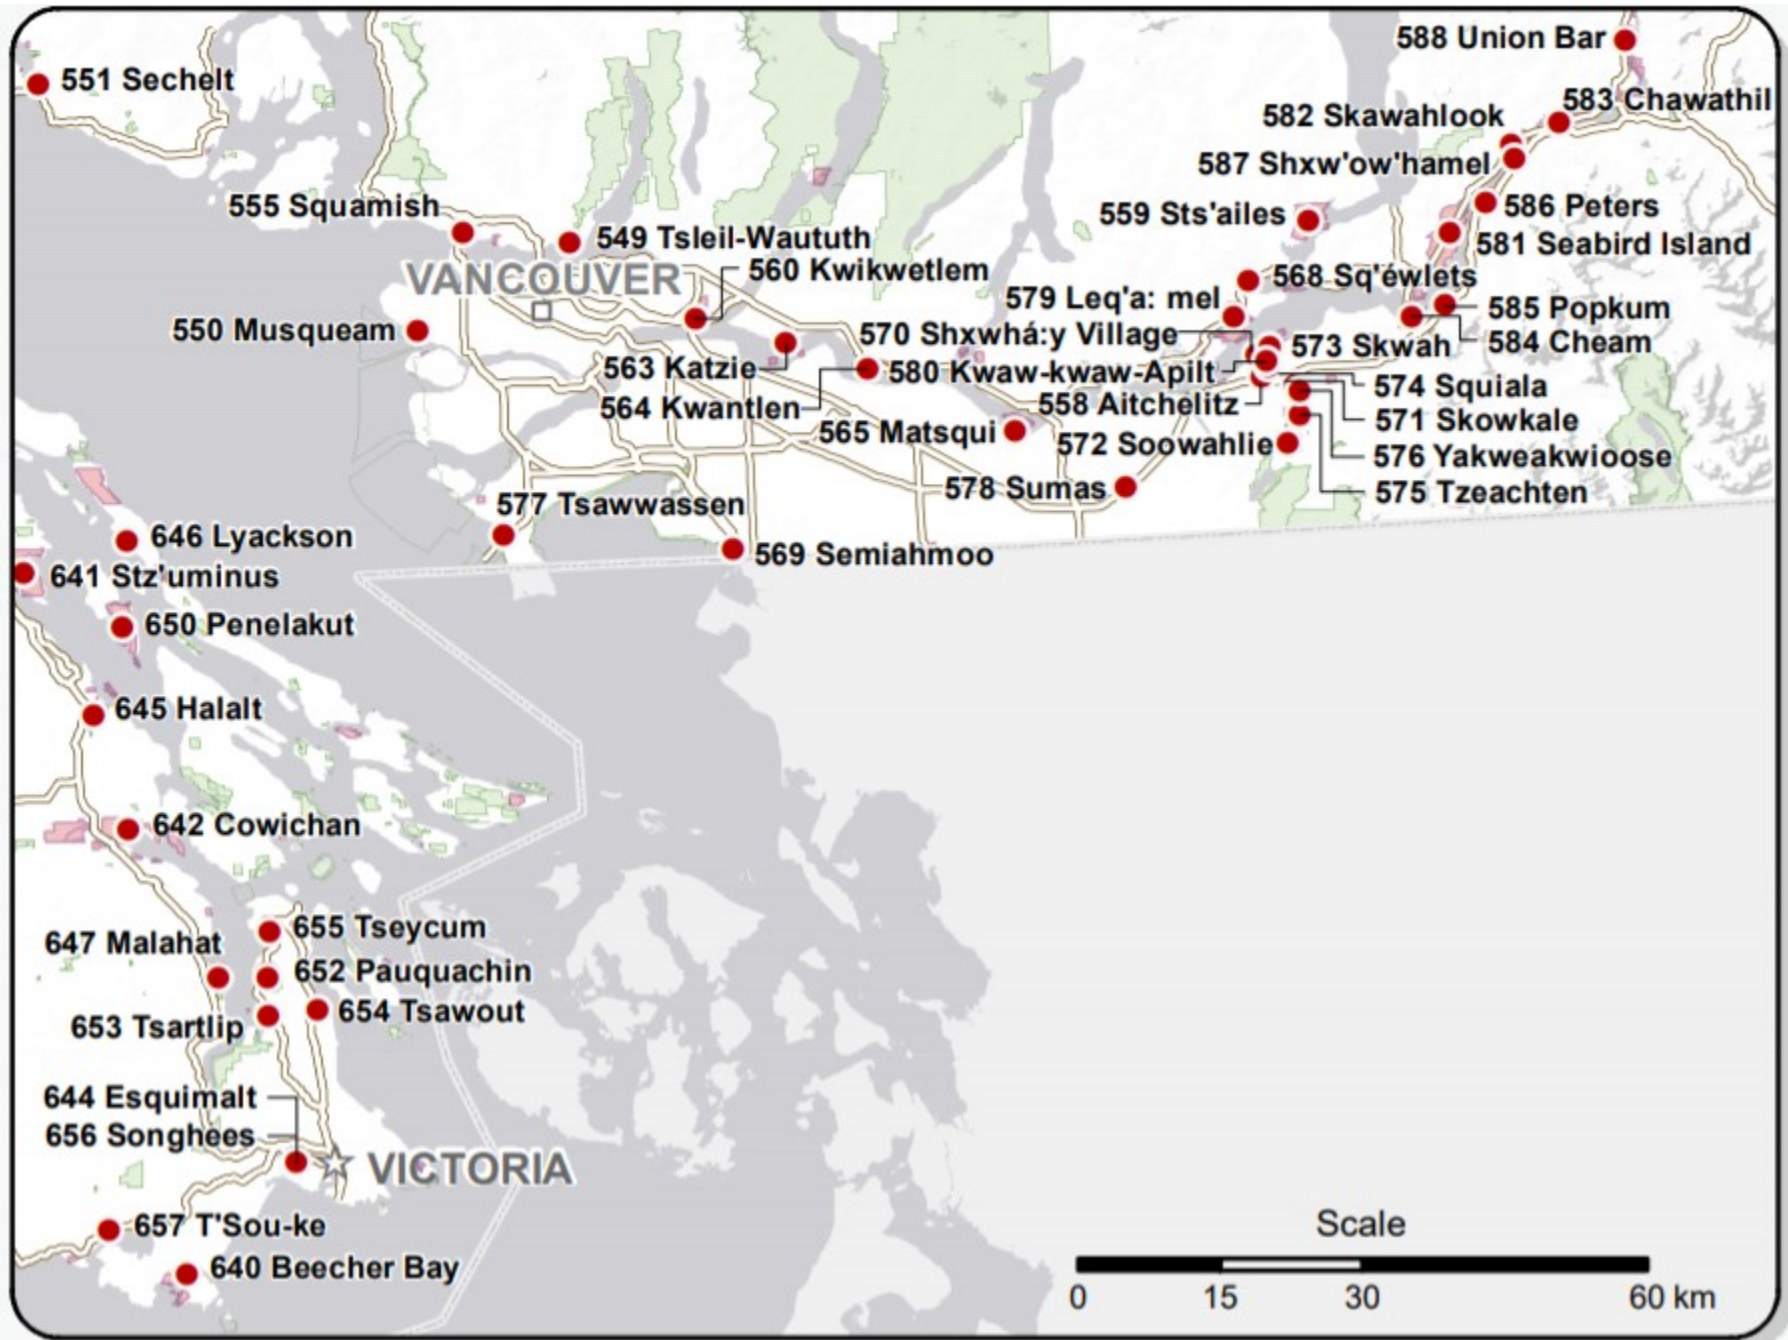 588 Union Bar
551 Sechelt
583 Chawathil
582 Skawahlook
587 Shxw'ow'hamel
555 Squamish
559 Sts'ailes
586 Peters
549 Tsleil-Waututh
581 Seabird Island
VANCOUVER
560 Kwikwetlem
568 Sq'éwlets
579 Leq'a: mel
585 Popkum
550 Musqueam
570 Shxwhá:y Village
573 Skwah
584 Cheam
563 Katzie
580 Kwaw-kwaw-Apilt
574 Squiala
564 Kwantlen
558 Aitchelitz
571 Skowkale
565 Matsqui
572 Soowahlie
576 Yakweakwioose
578 Sumas
575 Tzeachten
577 Tsawwassen
646 Lyackson
569 Semiahmoo
641 Stz'uminus
650 Penelakut
645 Halalt
642 Cowichan
655 Tseycum
647 Malahat
652 Pauquachin
654 Tsawout
653 Tsartlip
644 Esquimalt
656 Songhees
VICTORIA
657 T'Sou-ke
640 Beecher Bay
Scale
0 15 30 60 km